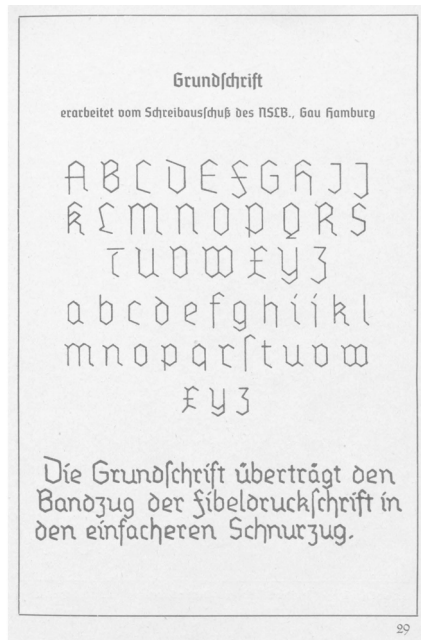 Grundſchrift
erarbeitet vom Schreibausſchuß des NSLB., Gau Hamburg
A B C D E F G H I J
K L M N O P Q R S
T U V W X Y Z
a b c d e f g h i j k l
m n o p q r ſ t u v w
x y z
Die Grundſchrift überträgt den
Bandzug der Fibeldruckſchrift in
den einfacheren Schnurzug.
29